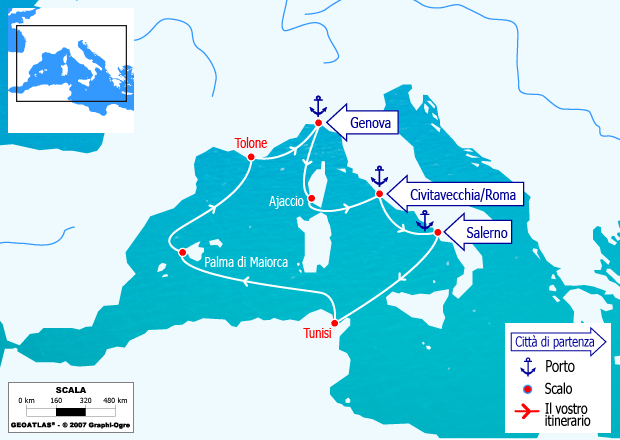 Genova
Tolone
Civitavecchia/Roma
Ajaccio
Salerno
Palma di Maiorca
Tunisi
Città di partenza
Porto
Scalo
Il vostro
itinerario
SCALA
0 km 160 320 480 km
GEOATLAS® - © 2007 Graphi-Ogre